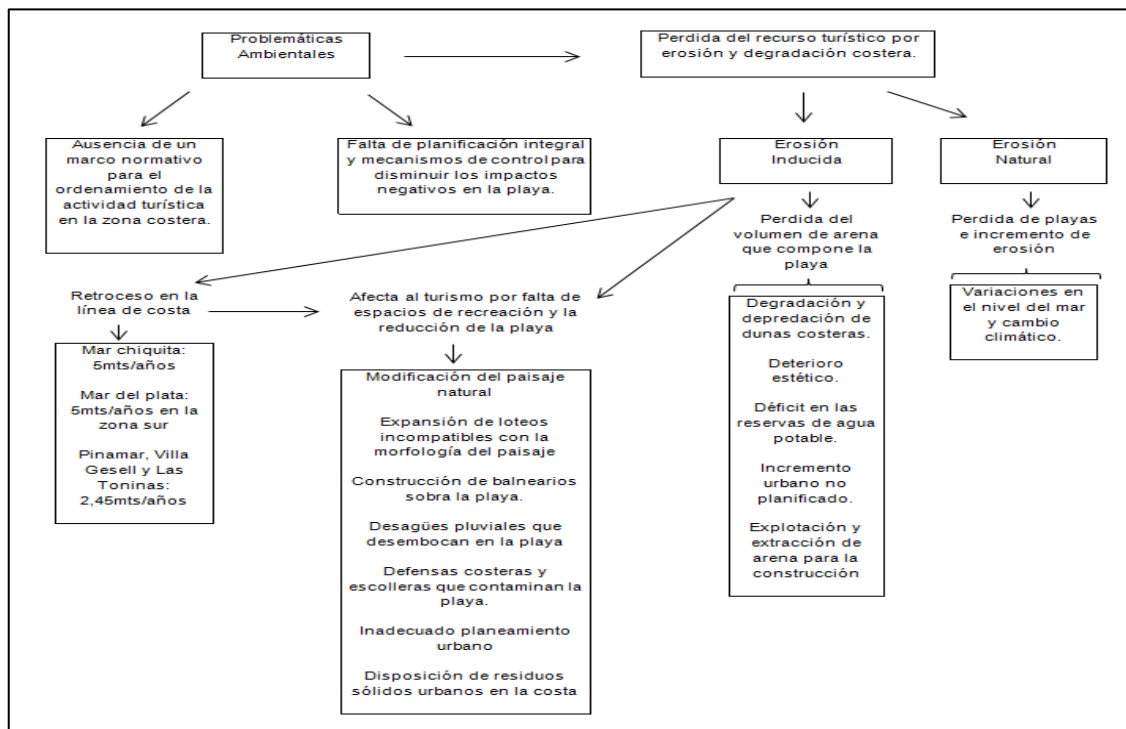 Problemáticas
Ambientales
Perdida del recurso turístico por
erosión y degradación costera.
Ausencia de un
marco normativo
para el
ordenamiento de la
actividad turística
en la zona costera.
Falta de planificación integral
y mecanismos de control para
disminuir los impactos
negativos en la playa.
Erosión
Inducida
Erosión
Natural
Perdida del
volumen de arena
que compone la
playa
Perdida de playas
e incremento de
erosión
Retroceso en la
línea de costa
Afecta al turismo por falta de
espacios de recreación y la
reducción de la playa
Degradación y
depredación de
dunas costeras.
Deterioro
estético.
Déficit en las
reservas de agua
potable.
Incremento
urbano no
planificado.
Explotación y
extracción de
arena para la
construcción
Variaciones en
el nivel del mar
y cambio
climático.
Mar chiquita:
5mts/años
Mar del plata:
5mts/años en la
zona sur
Pinamar, Villa
Gesell y Las
Toninas:
2,45mts/años
Modificación del paisaje
natural
Expansión de loteos
incompatibles con la
morfología del paisaje
Construcción de balnearios
sobra la playa.
Desagües pluviales que
desembocan en la playa
Defensas costeras y
escolleras que contaminan la
playa.
Inadecuado planeamiento
urbano
Disposición de residuos
sólidos urbanos en la costa